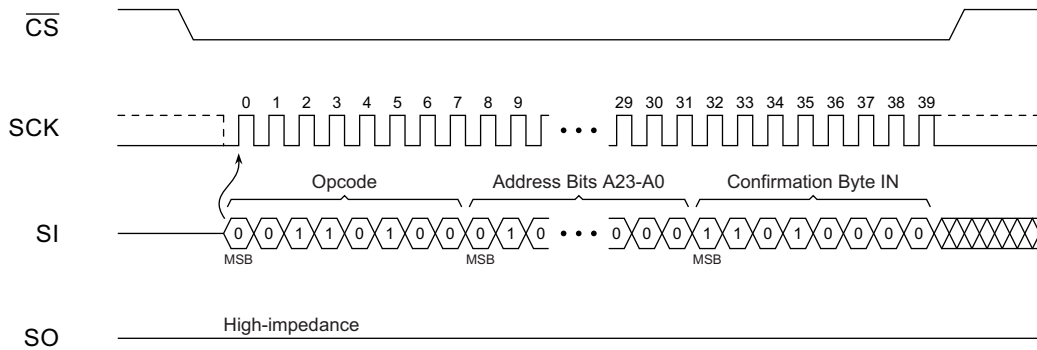 CS
0 1 2 3 4 5 6 7 8 9 29 30 31 32 33 34 35 36 37 38 39
SCK
•••
Opcode Address Bits A23-A0 Confirmation Byte IN
SI 0 0 1 1 0 1 0 0 0 1 0 ••• 0 0 0 1 1 0 1 0 0 0 0
MSB MSB MSB
High-impedance
SO